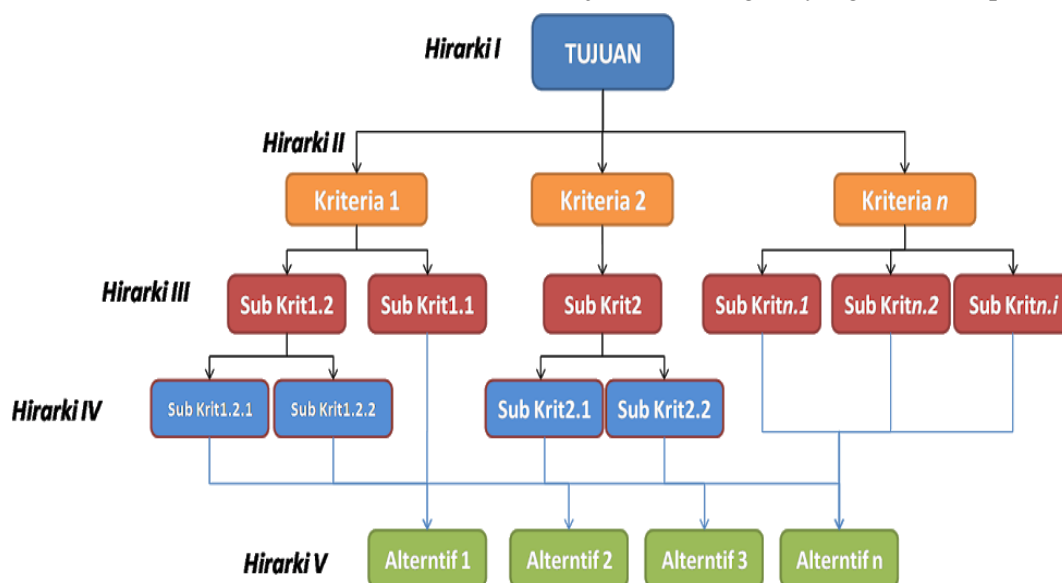 Hirarki I
TUJUAN
Hirarki II
Kriteria 1
Kriteria 2
Kriteria n
Hirarki III
Sub Krit1.2
Sub Krit1.1
Sub Krit2
Sub Kritn.1
Sub Kritn.2
Sub Kritn.i
Hirarki IV
Sub Krit1.2.1
Sub Krit1.2.2
Sub Krit2.1
Sub Krit2.2
Hirarki V
Alterntif 1
Alterntif 2
Alterntif 3
Alterntif n